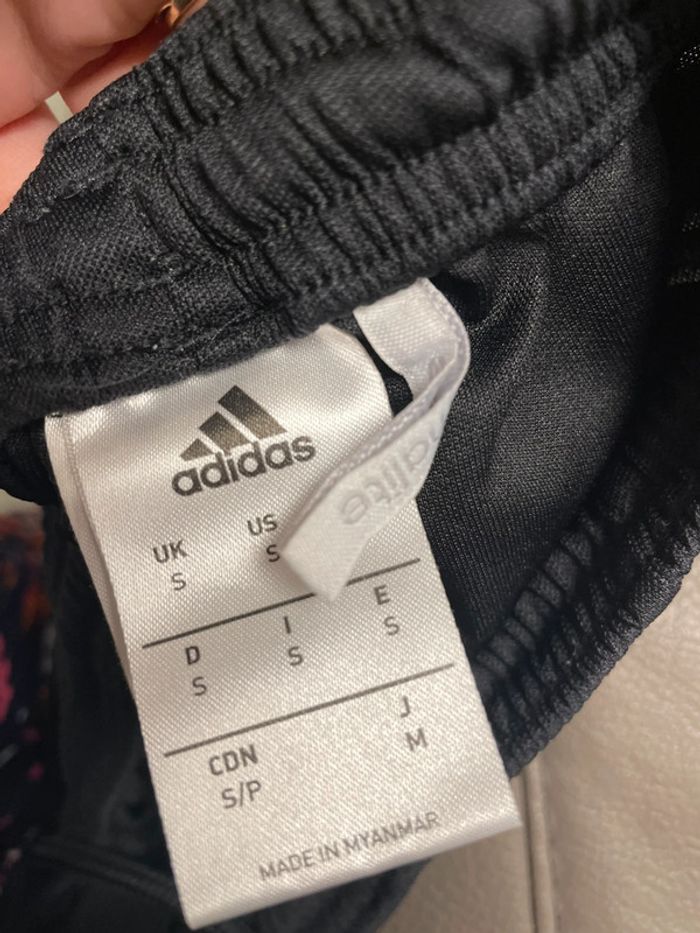 adidas
UK US
S S
D I E
S S S
CDN J
S/P M
MADE IN MYANMAR